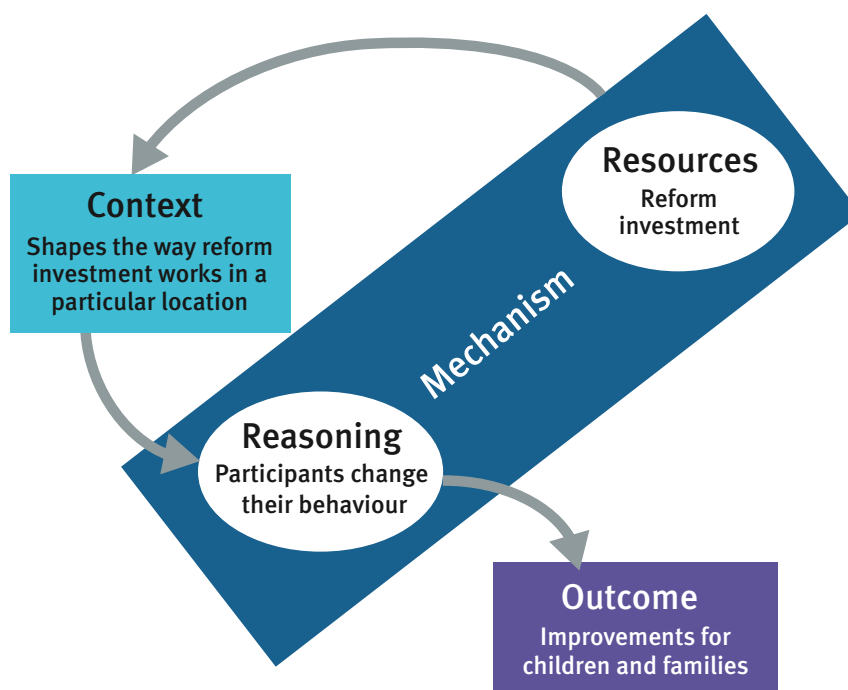 Resources
Reform
investment
Context
Shapes the way reform
investment works in a
particular location
Mechanism
Reasoning
Participants change
their behaviour
Outcome
Improvements for
children and families